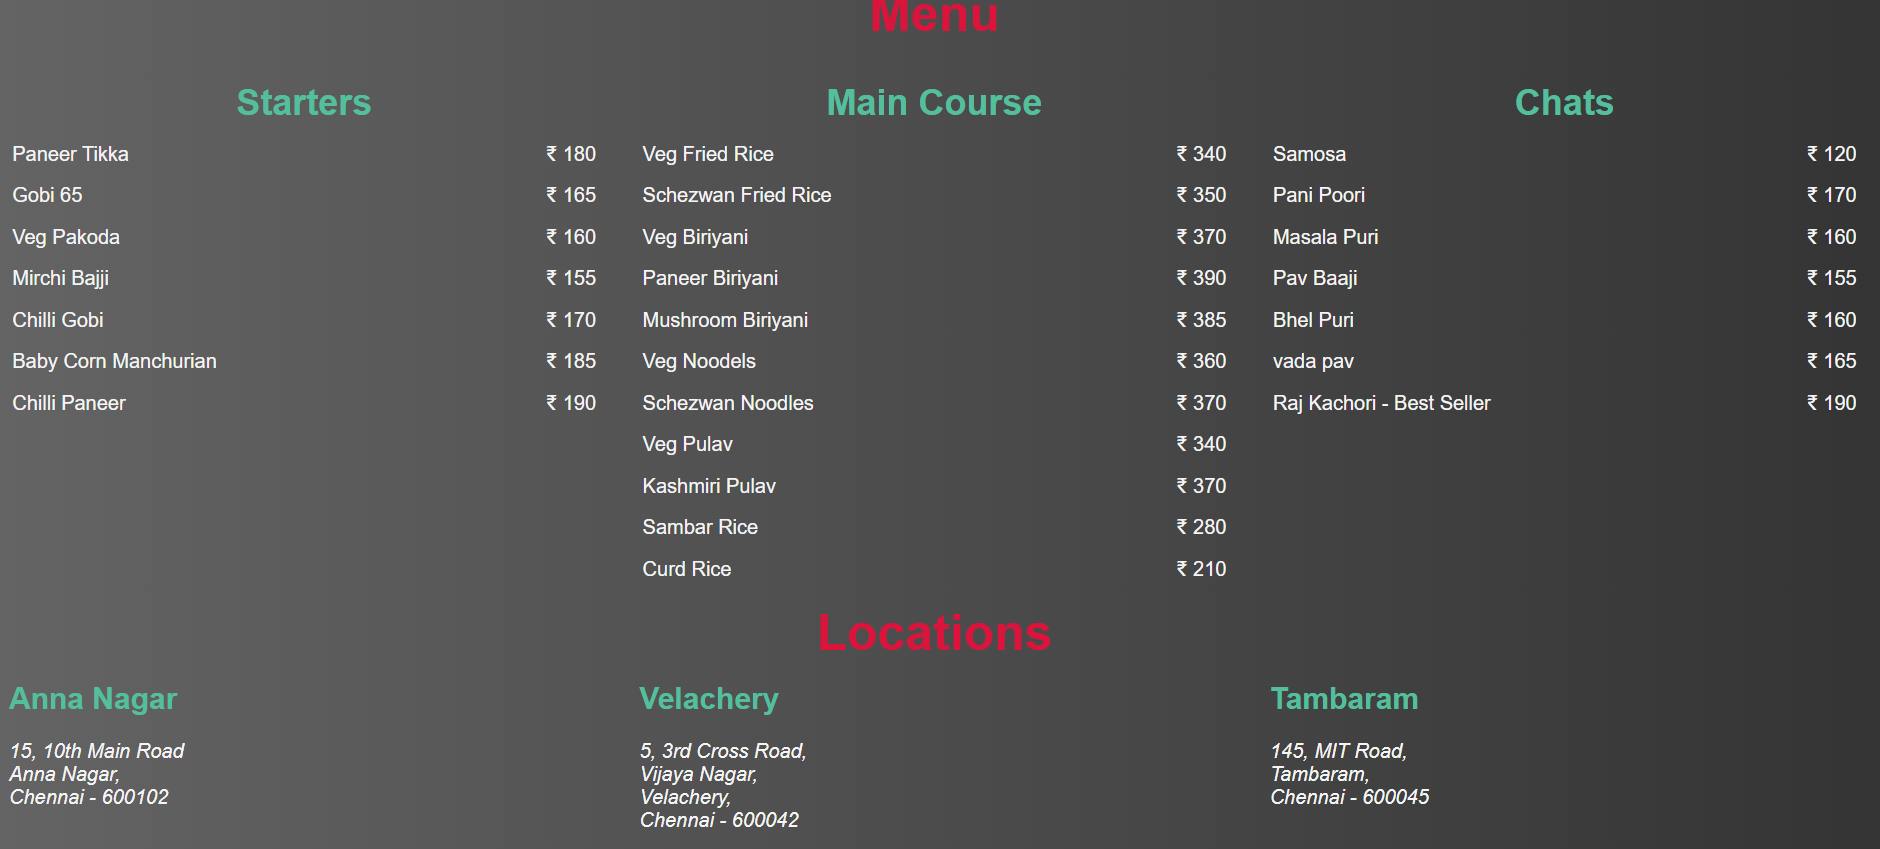 Menu
Starters
Paneer Tikka ₹ 180
Gobi 65 ₹ 165
Veg Pakoda ₹ 160
Mirchi Bajji ₹ 155
Chilli Gobi ₹ 170
Baby Corn Manchurian ₹ 185
Chilli Paneer ₹ 190
Main Course
Veg Fried Rice ₹ 340
Schezwan Fried Rice ₹ 350
Veg Biriyani ₹ 370
Paneer Biriyani ₹ 390
Mushroom Biriyani ₹ 385
Veg Noodels ₹ 360
Schezwan Noodles ₹ 370
Veg Pulav ₹ 340
Kashmiri Pulav ₹ 370
Sambar Rice ₹ 280
Curd Rice ₹ 210
Chats
Samosa ₹ 120
Pani Poori ₹ 170
Masala Puri ₹ 160
Pav Baaji ₹ 155
Bhel Puri ₹ 160
vada pav ₹ 165
Raj Kachori - Best Seller ₹ 190
Locations
Anna Nagar
15, 10th Main Road
Anna Nagar,
Chennai - 600102
Velachery
5, 3rd Cross Road,
Vijaya Nagar,
Velachery,
Chennai - 600042
Tambaram
145, MIT Road,
Tambaram,
Chennai - 600045